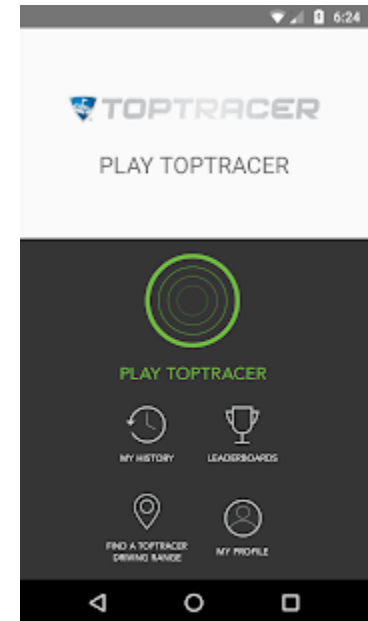 6:24
TOPTRACER
PLAY TOPTRACER
PLAY TOPTRACER
MY HISTORY
LEADERBOARDS
FIND A TOPTRACER
DRIVING RANGE
MY PROFILE